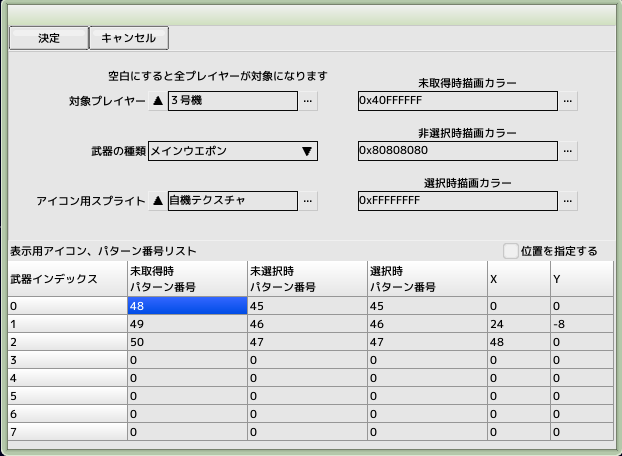 決定 キャンセル
空白にすると全プレイヤーが対象になります
未取得時描画カラー
対象プレイヤー ▲ 3号機 ... 0x40FFFFFF ...
非選択時描画カラー
武器の種類 メインウエポン ▼ 0x80808080 ...
選択時描画カラー
アイコン用スプライト ▲ 自機テクスチャ ... 0xFFFFFFFF ...
表示用アイコン、パターン番号リスト 位置を指定する
武器インデックス 未取得時 パターン番号 未選択時 パターン番号 選択時 パターン番号 X Y
0 48 45 45 0 0
1 49 46 46 24 -8
2 50 47 47 48 0
3 0 0 0 0 0
4 0 0 0 0 0
5 0 0 0 0 0
6 0 0 0 0 0
7 0 0 0 0 0